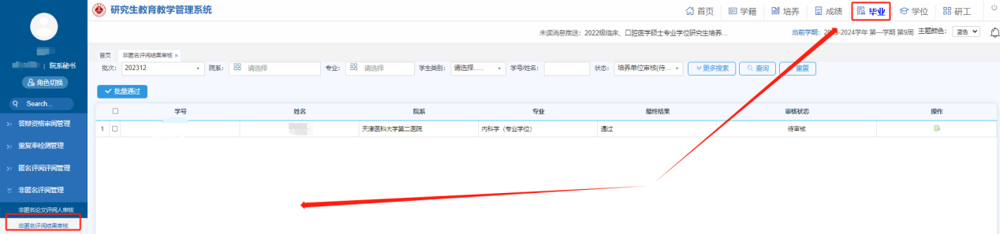 研究生教育教学管理系统
首页 学籍 培养 成绩 毕业 学位 研工
未读消息推送：2022级临床、口腔医学硕士专业学位研究生培养...
当前学期： -2024学年 第一学期 第9周 主题颜色： 蓝色
院系秘书
角色切换
Search...
答辩资格审阅管理
重复率检测管理
匿名评阅评阅管理
非匿名评阅管理
非匿名论文评阅人审核
非匿名评阅结果审核
首页 非匿名评阅结果审核 ×
批次： 202312 院系： 请选择 专业： 请选择 学生类别： 请选择...... 学号/姓名： 状态： 培养单位审核(待... 更多搜索 查询 重置
批量通过
学号 姓名 院系 专业 最终结果 审核状态 操作
1 天津医科大学第二医院 内科学（专业学位） 通过 待审核